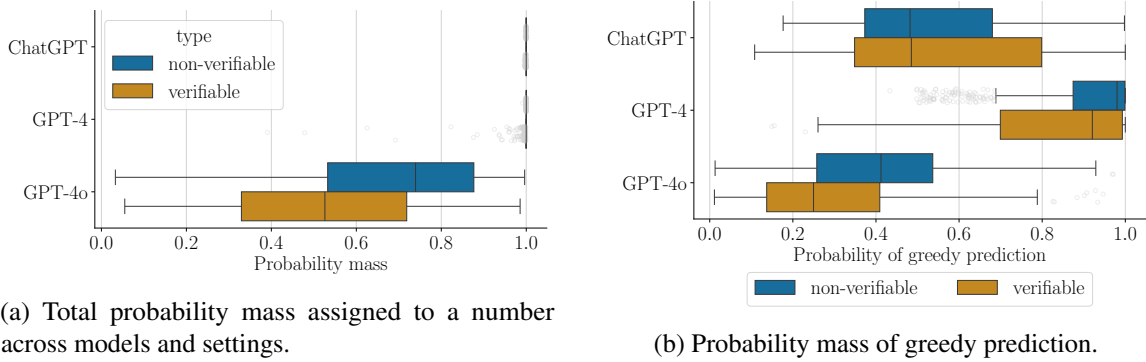 type
non-verifiable
verifiable
ChatGPT
GPT-4
GPT-4o
0.0 0.2 0.4 0.6 0.8 1.0
Probability mass
(a) Total probability mass assigned to a number
across models and settings.
ChatGPT
GPT-4
GPT-4o
0.0 0.2 0.4 0.6 0.8 1.0
Probability of greedy prediction
non-verifiable verifiable
(b) Probability mass of greedy prediction.